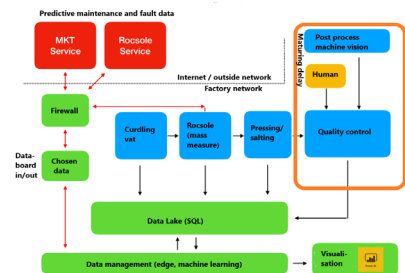 Predictive maintenance and fault data
MKT
Service
Rocsole
Service
Post process
machine vision
Maturing delay
Human
Internet / outside network
Factory network
Firewall
Curdling
vat
Rocsole
(mass
measure)
Pressing/
salting
Quality control
Data-
board
in/out
Chosen
data
Data Lake (SQL)
Data management (edge, machine learning)
Visuali-
sation